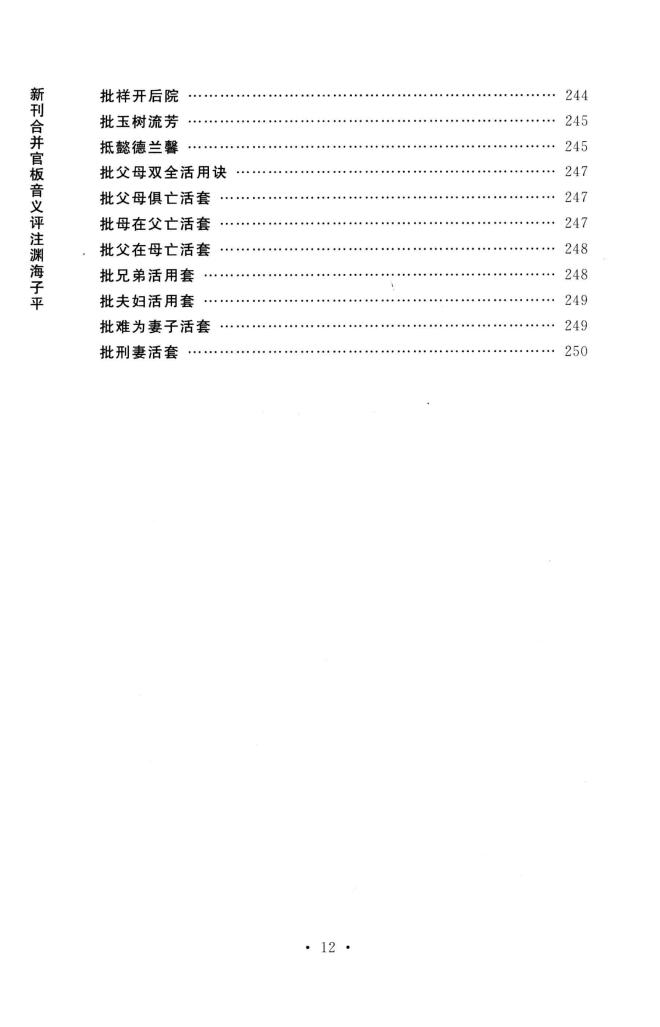 新刊合并官板音义评注渊海子平
批祥开后院 …………………………………………………………… 244
批玉树流芳 …………………………………………………………… 245
抵懿德兰馨 …………………………………………………………… 245
批父母双全活用诀 …………………………………………………… 247
批父母俱亡活套 ……………………………………………………… 247
批母在父亡活套 ……………………………………………………… 247
批父在母亡活套 ……………………………………………………… 248
批兄弟活用套 ………………………………………………………… 248
批夫妇活用套 ………………………………………………………… 249
批难为妻子活套 ……………………………………………………… 249
批刑妻活套 …………………………………………………………… 250
· 12 ·